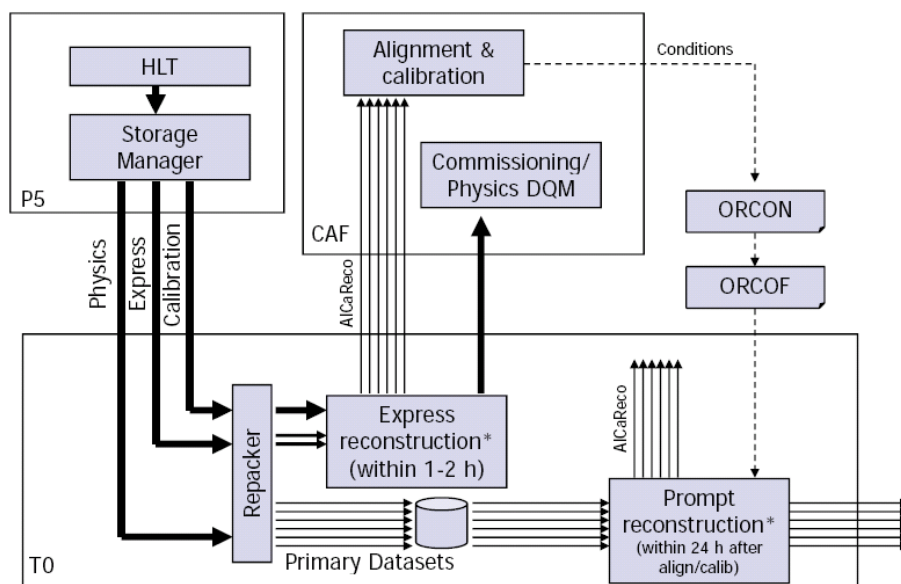 HLT
Storage
Manager
P5
Physics
Express
Calibration
Alignment &
calibration
Commissioning/
Physics DQM
CAF
Conditions
ORCON
ORCOF
AlCaReco
Repacker
Express
reconstruction*
(within 1-2 h)
AlCaReco
Prompt
reconstruction*
(within 24 h after
align/calib)
Primary Datasets
T0